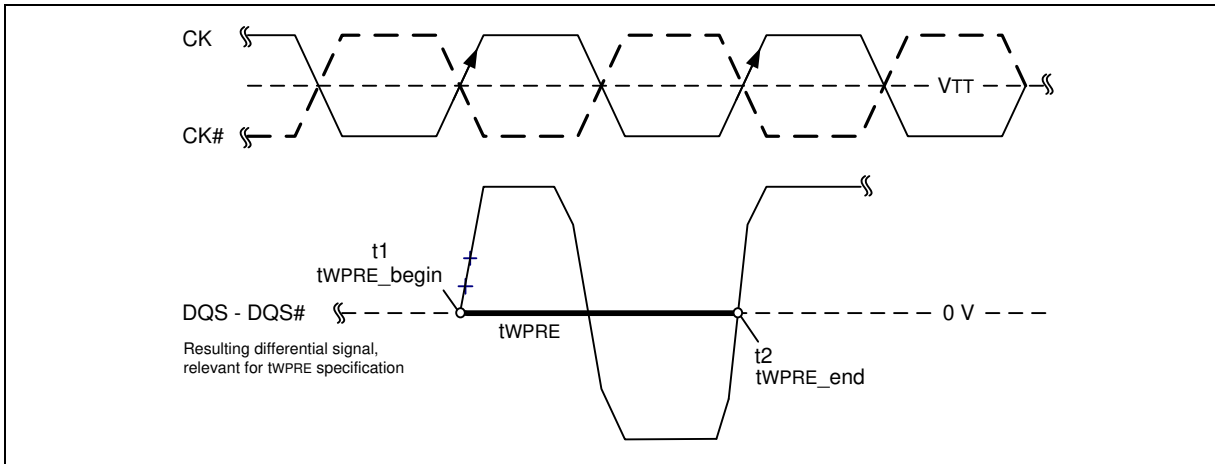 CK
VTT
CK#
t1
tWPRE_begin
DQS - DQS#
tWPRE
0 V
Resulting differential signal,
relevant for tWPRE specification
t2
tWPRE_end